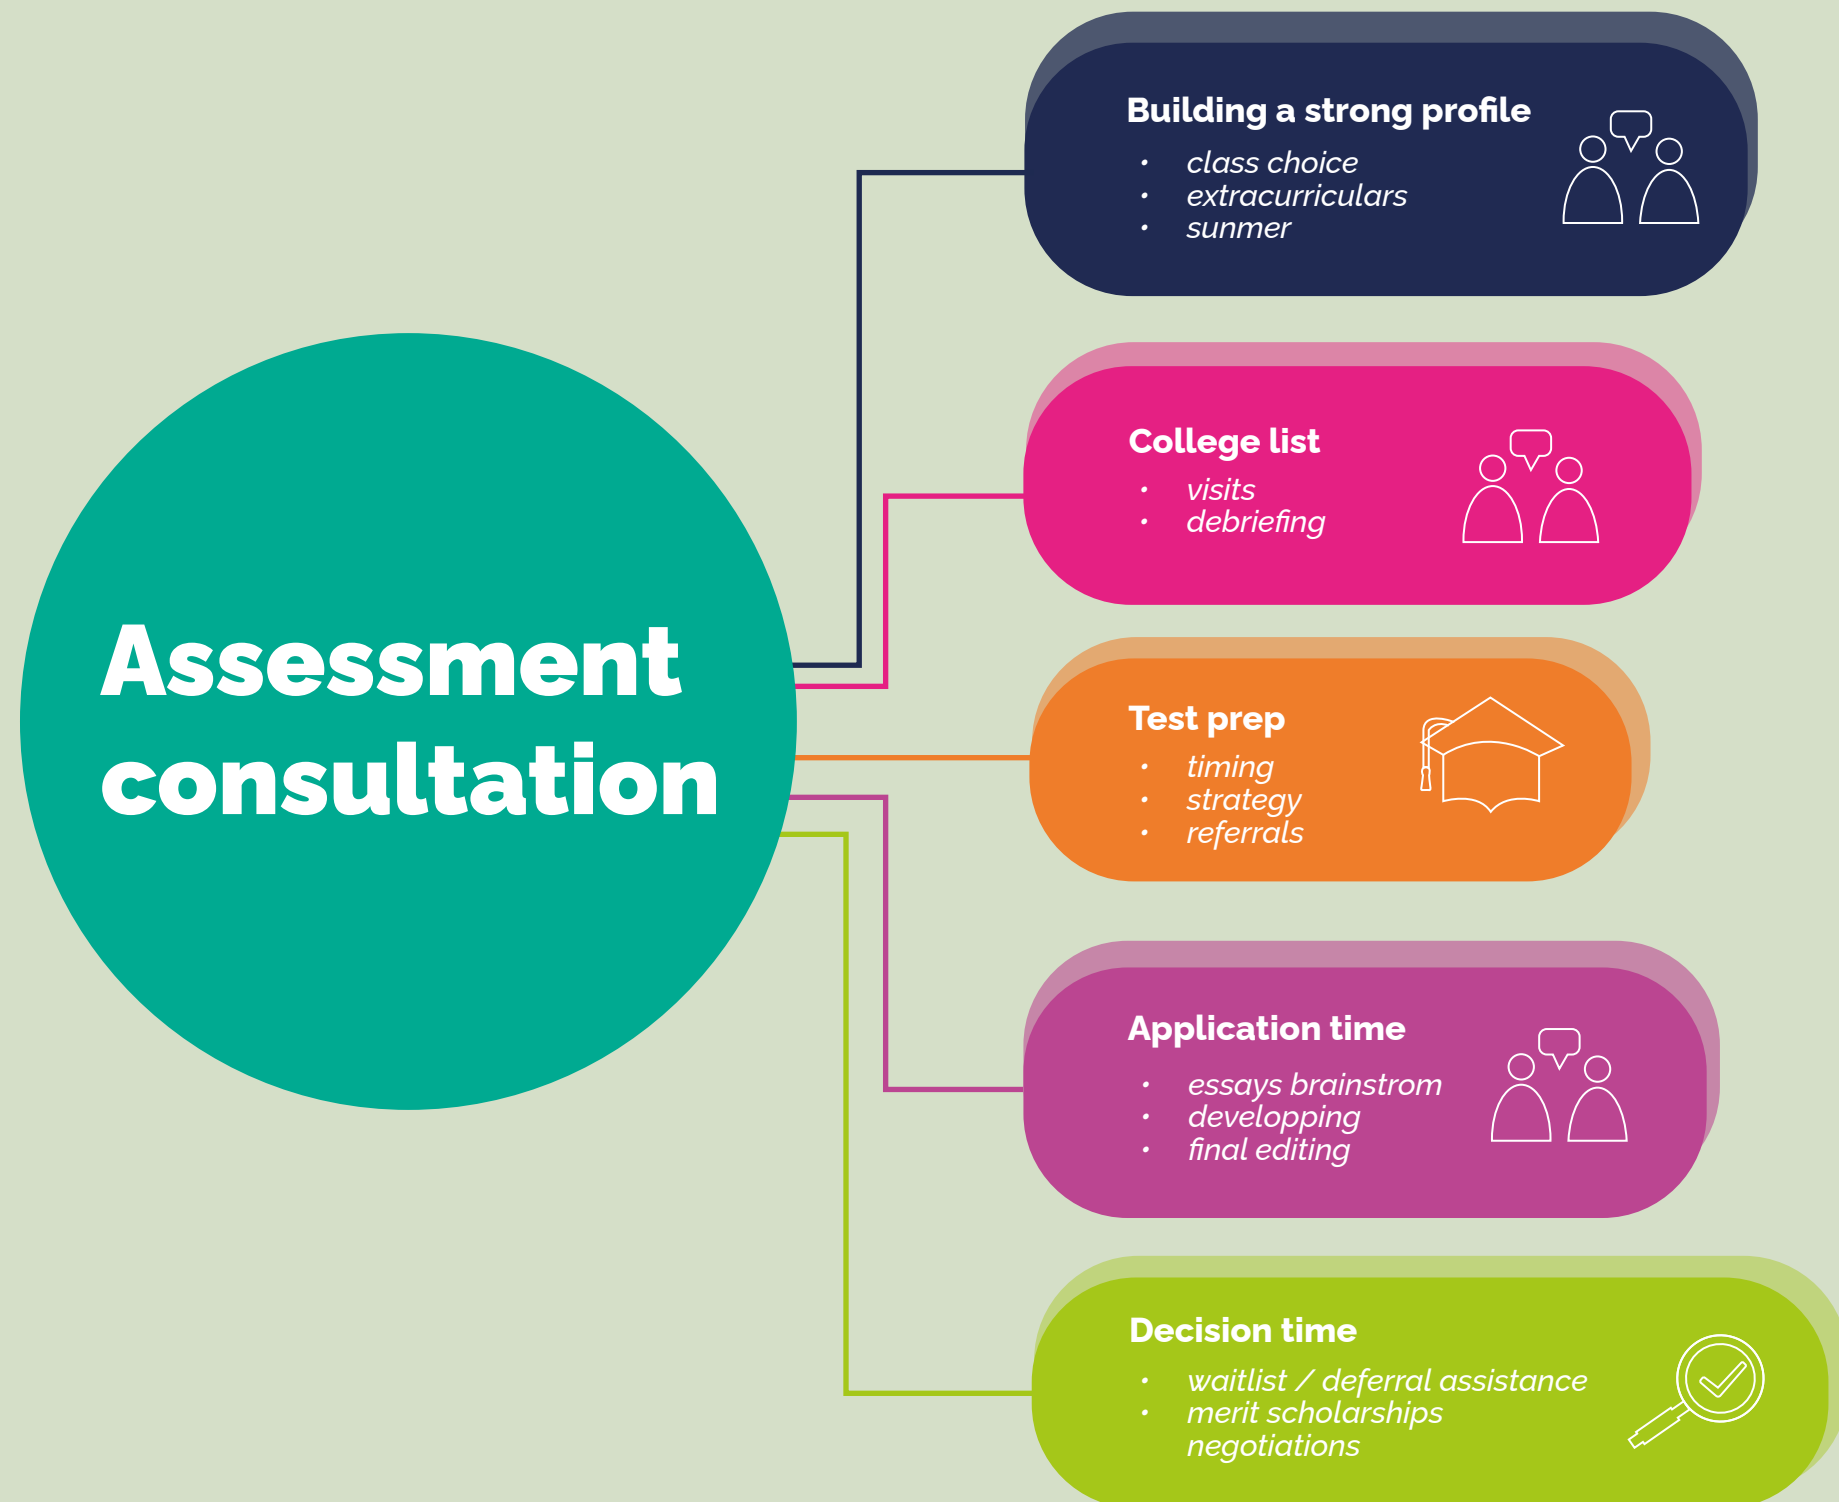 Assessment
consultation
Building a strong profile
• class choice
• extracurriculars
• sunmer
College list
• visits
• debriefing
Test prep
• timing
• strategy
• referrals
Application time
• essays brainstrom
• developping
• final editing
Decision time
• waitlist / deferral assistance
• merit scholarships
negotiations